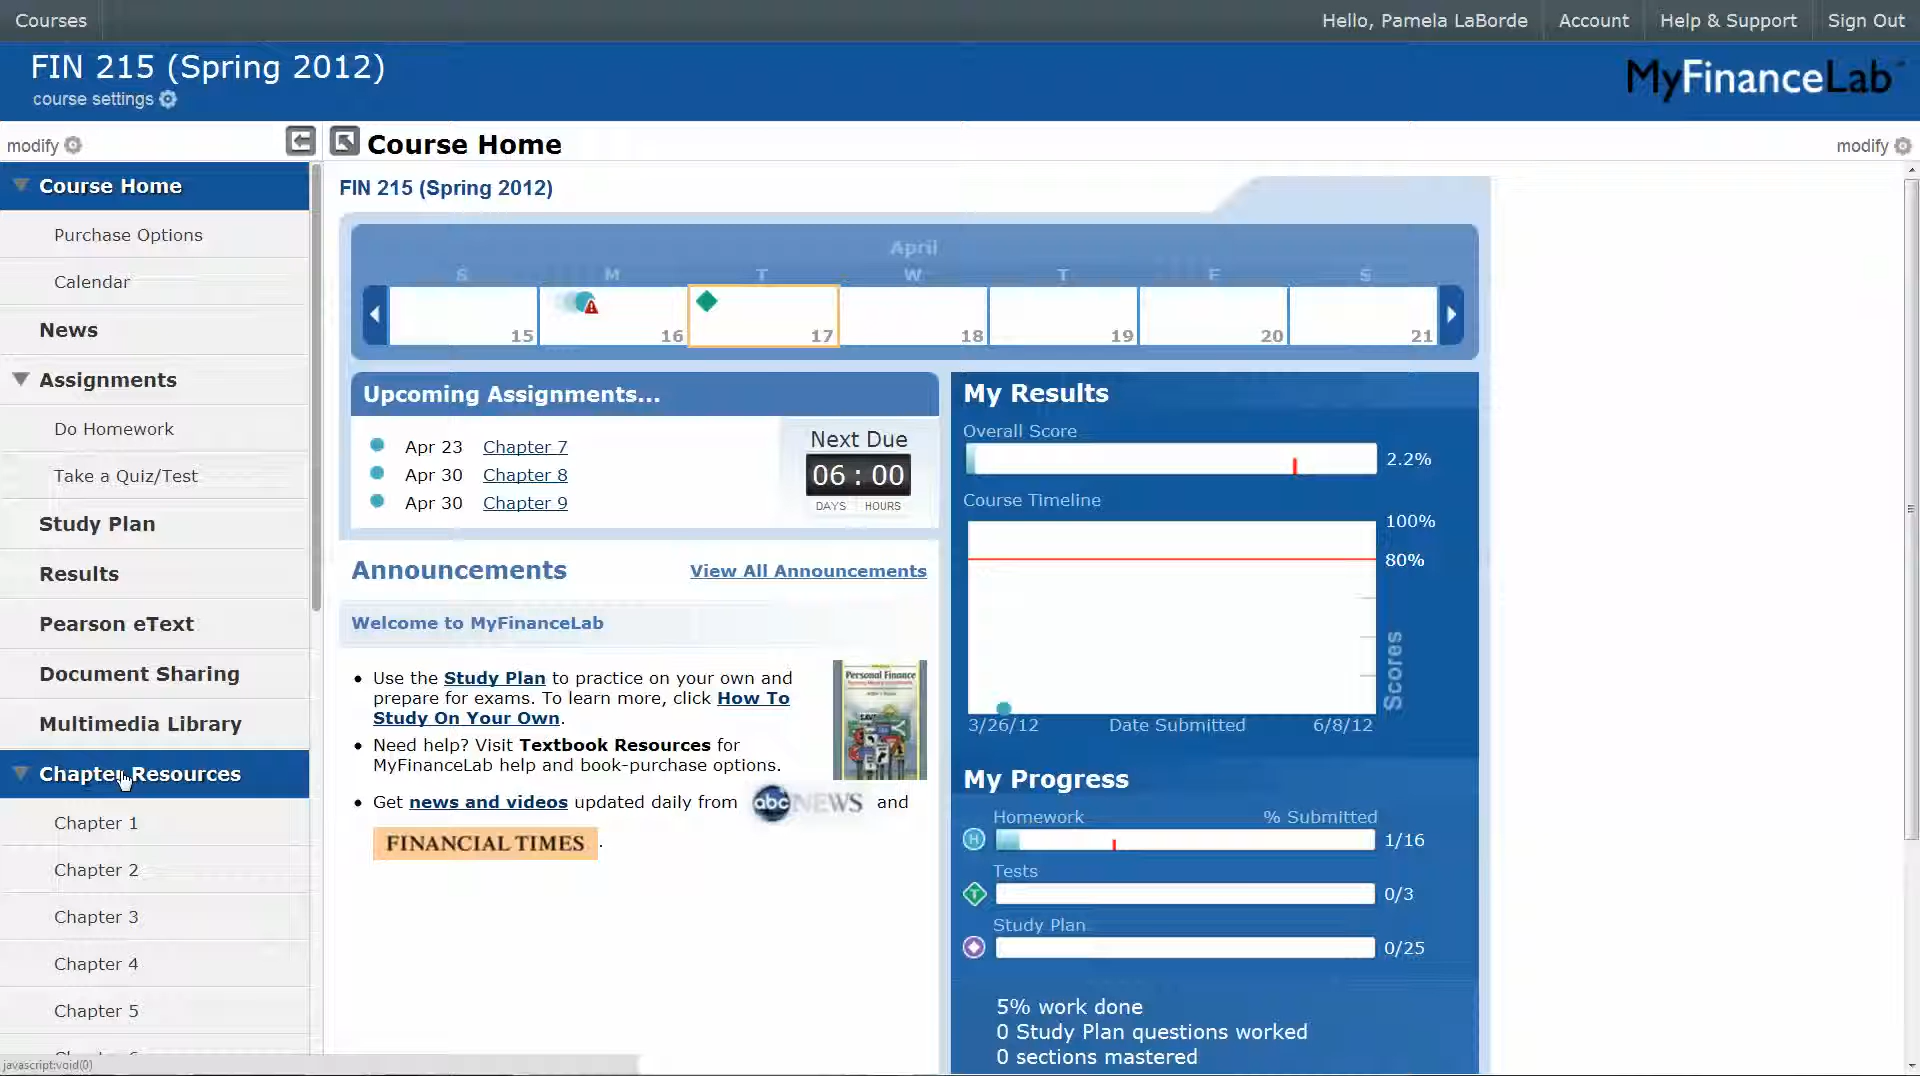 Courses
Hello, Pamela LaBorde
Account
Help & Support
Sign Out
FIN 215 (Spring 2012)
course settings
MyFinanceLab
modify
Course Home
modify
Course Home
Purchase Options
Calendar
News
Assignments
Do Homework
Take a Quiz/Test
Study Plan
Results
Pearson eText
Document Sharing
Multimedia Library
Chapter Resources
Chapter 1
Chapter 2
Chapter 3
Chapter 4
Chapter 5
javascript:void(0)
FIN 215 (Spring 2012)
April
S M T W T F S
15 16 17 18 19 20 21
Upcoming Assignments...
Apr 23 Chapter 7
Apr 30 Chapter 8
Apr 30 Chapter 9
Next Due
06 : 00
DAYS HOURS
Announcements
View All Announcements
Welcome to MyFinanceLab
Use the Study Plan to practice on your own and
prepare for exams. To learn more, click How To
Study On Your Own.
Need help? Visit Textbook Resources for
MyFinanceLab help and book-purchase options.
Get news and videos updated daily from abc NEWS and
FINANCIAL TIMES .
Personal Finance
My Results
Overall Score
2.2%
Course Timeline
100%
80%
Scores
3/26/12 Date Submitted 6/8/12
My Progress
Homework % Submitted
H 1/16
Tests
T 0/3
Study Plan
0/25
5% work done
0 Study Plan questions worked
0 sections mastered